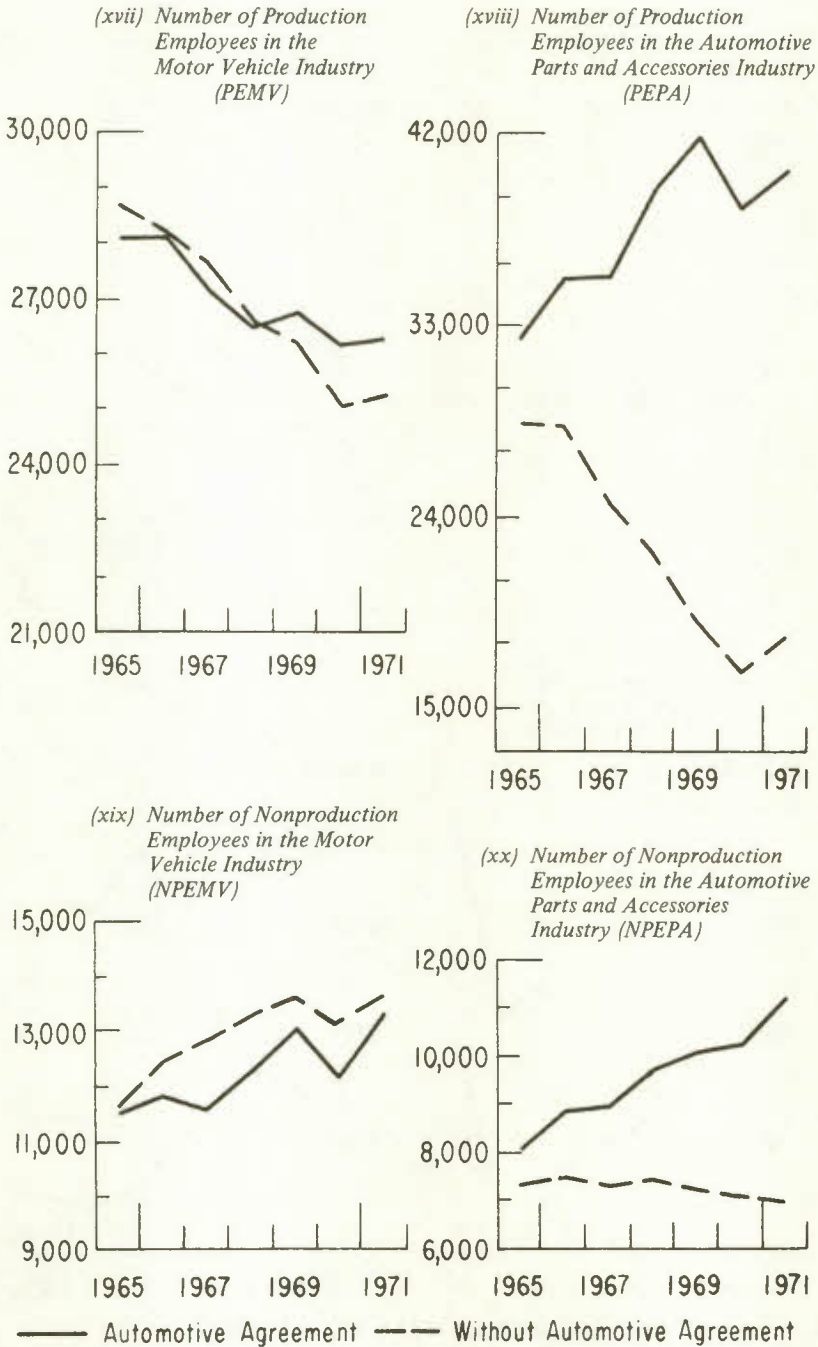 (xvii) Number of Production
Employees in the
Motor Vehicle Industry
(PEMV)
30,000
27,000
24,000
21,000
1965 1967 1969 1971
(xviii) Number of Production
Employees in the Automotive
Parts and Accessories Industry
(PEPA)
42,000
33,000
24,000
15,000
1965 1967 1969 1971
(xix) Number of Nonproduction
Employees in the Motor
Vehicle Industry
(NPEMV)
15,000
13,000
11,000
9,000
1965 1967 1969 1971
(xx) Number of Nonproduction
Employees in the Automotive
Parts and Accessories
Industry (NPEPA)
12,000
10,000
8,000
6,000
1965 1967 1969 1971
Automotive Agreement Without Automotive Agreement